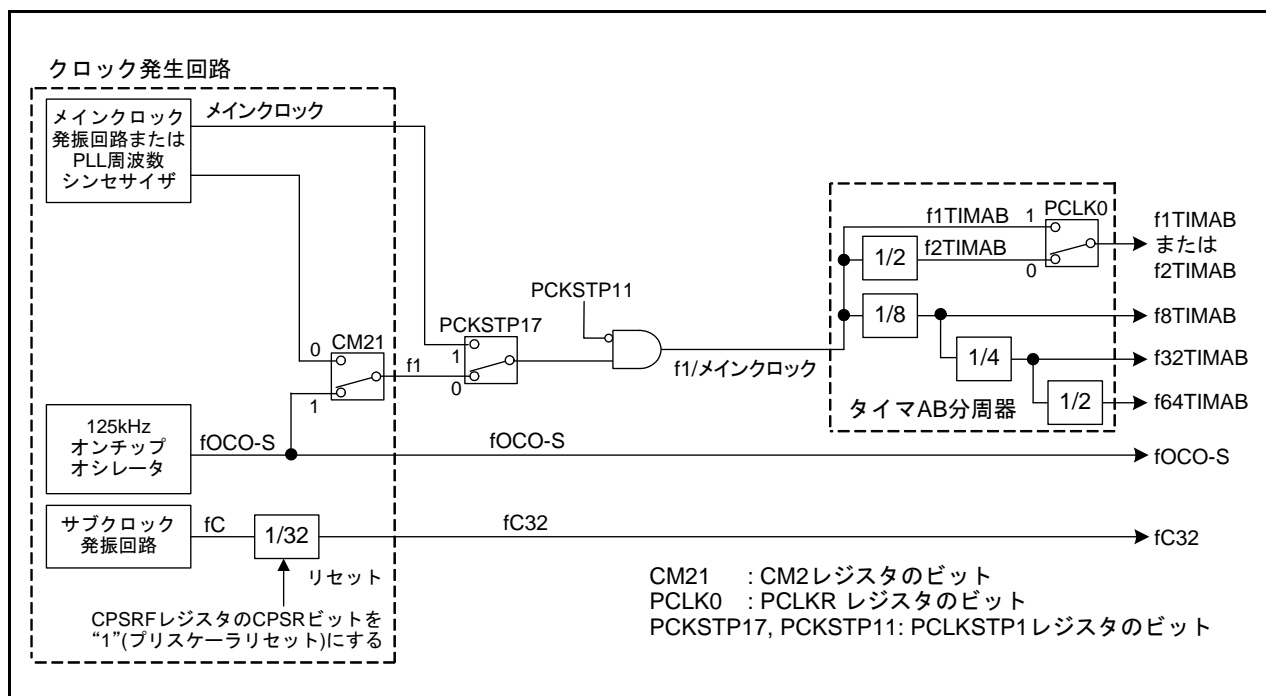 クロック発生回路
メインクロック
発振回路または
PLL周波数
シンセサイザ
メインクロック
CM21
0
1
f1
PCKSTP17
1
0
PCKSTP11
f1/メインクロック
f1TIMAB
1
PCLK0
1/2
f2TIMAB
0
1/8
1/4
1/2
タイマAB分周器
f1TIMAB
または
f2TIMAB
f8TIMAB
f32TIMAB
f64TIMAB
125kHz
オンチップ
オシレータ
fOCO-S
fOCO-S
fOCO-S
サブクロック
発振回路
fC
1/32
fC32
fC32
リセット
CPSRFレジスタのCPSRビットを
“1”(プリスケーラリセット)にする
CM21 : CM2レジスタのビット
PCLK0 : PCLKR レジスタのビット
PCKSTP17, PCKSTP11: PCLKSTP1レジスタのビット